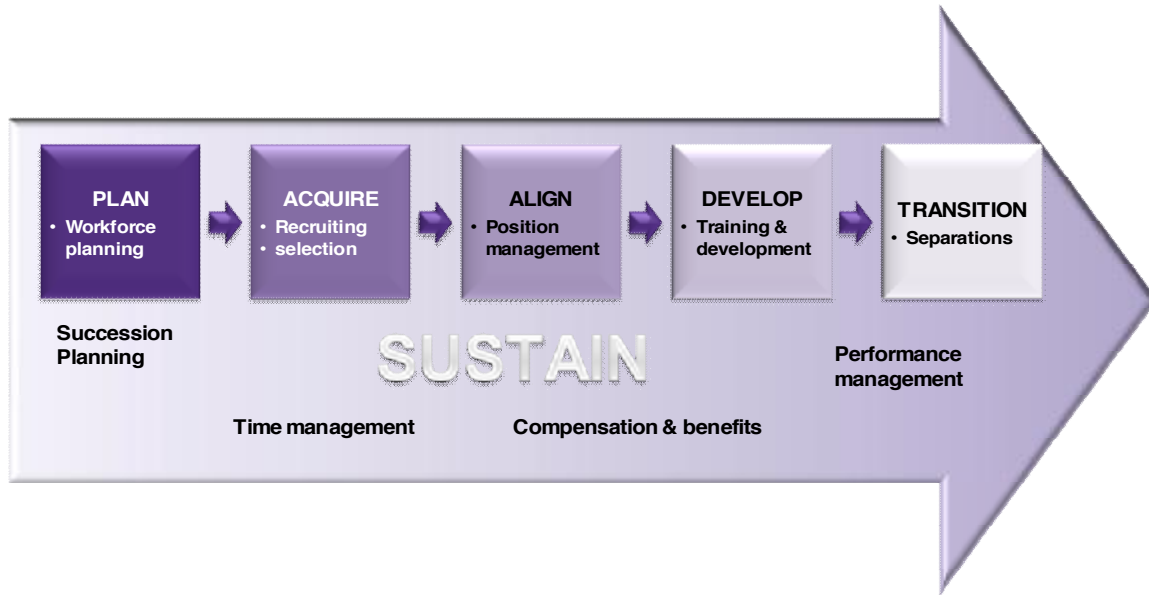 PLAN
• Workforce
planning
ACQUIRE
• Recruiting
• selection
ALIGN
• Position
management
DEVELOP
• Training &
development
TRANSITION
• Separations
Succession
Planning
SUSTAIN
Performance
management
Time management
Compensation & benefits